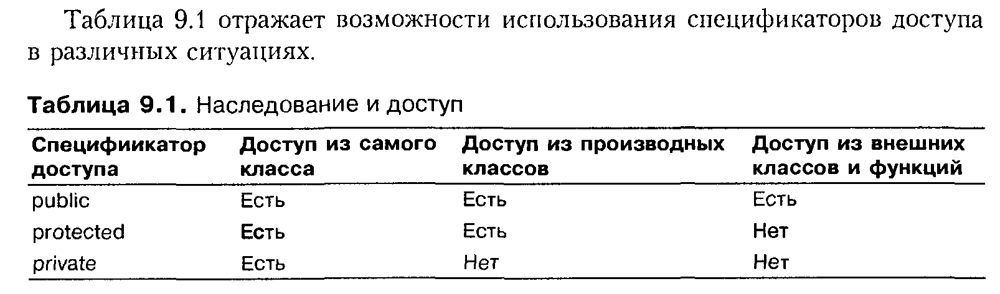 Таблица 9.1 отражает возможности использования спецификаторов доступа
в различных ситуациях.
Таблица 9.1. Наследование и доступ
Специфиикатор Доступ из самого Доступ из производных Доступ из внешних
доступа класса классов классов и функций
public Есть Есть Есть
protected Есть Есть Нет
private Есть Нет Нет